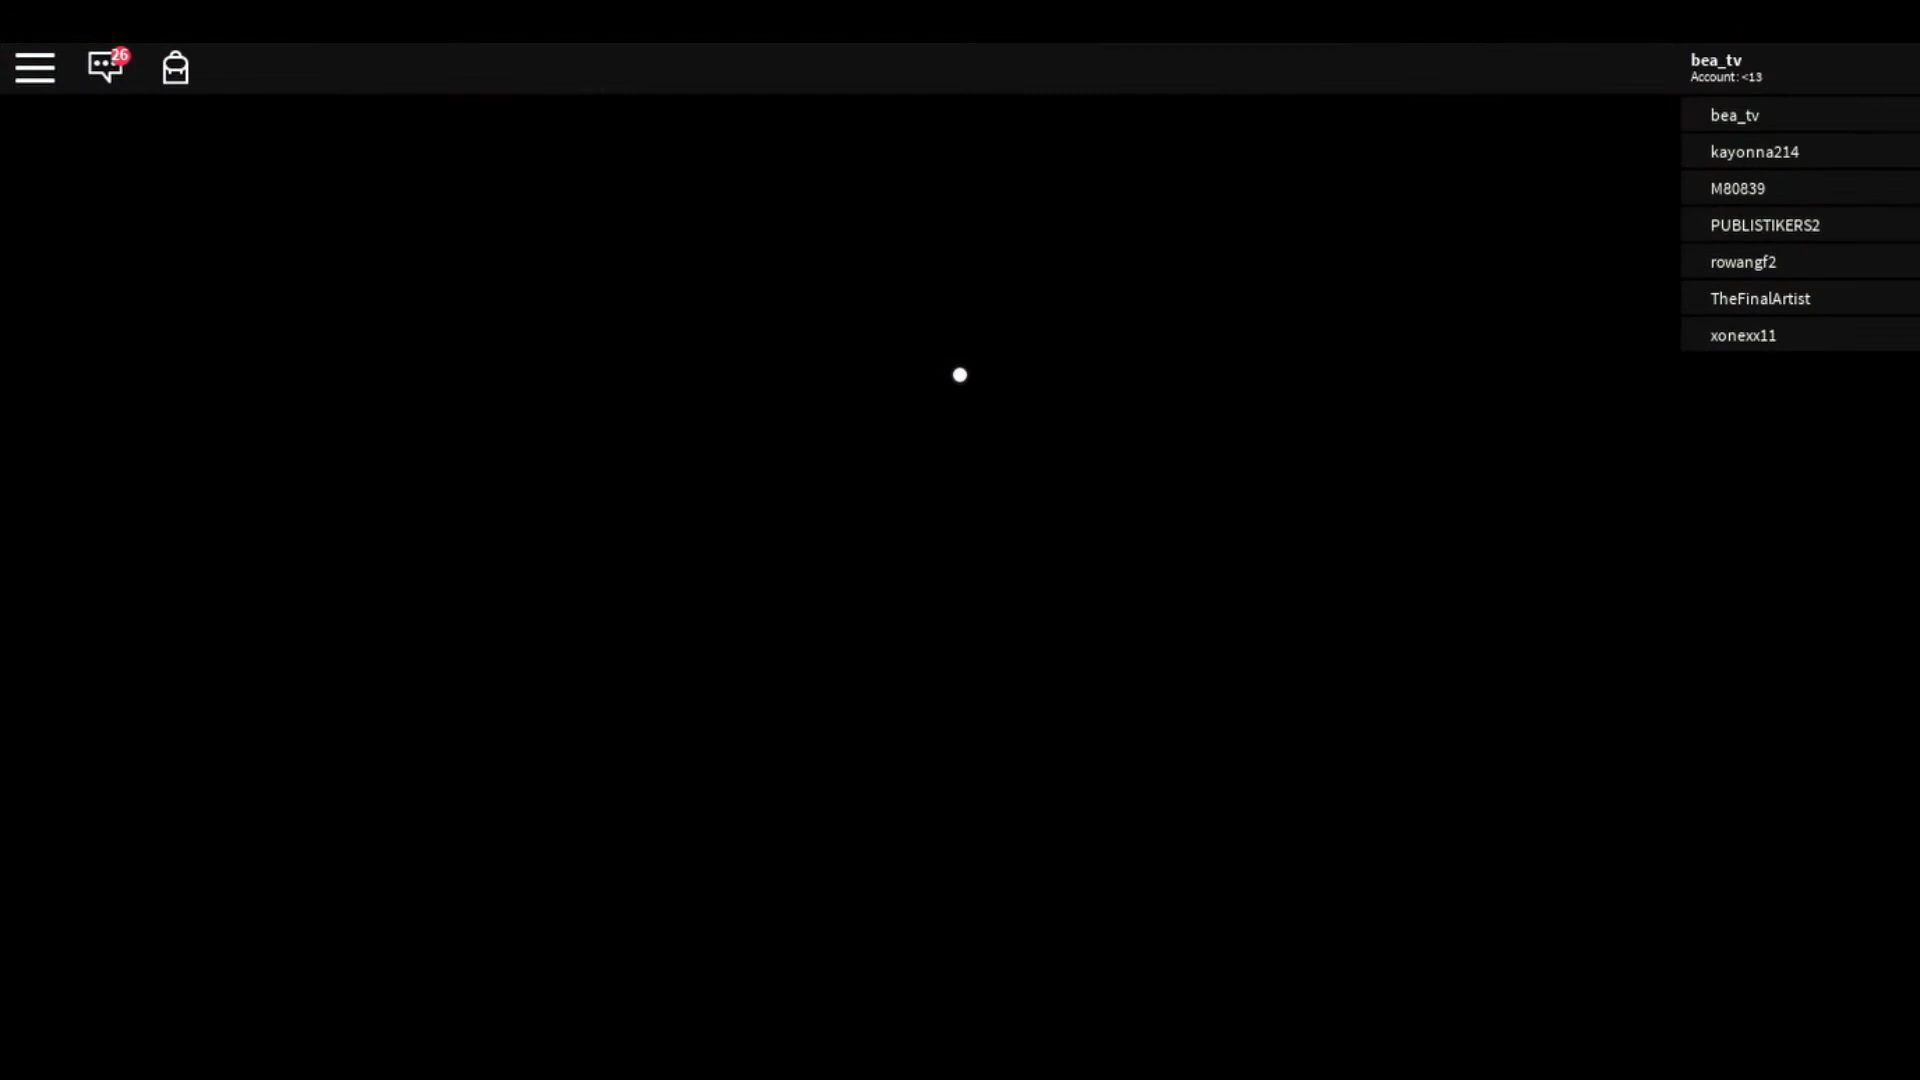 26
bea_tv
Account: <13
bea_tv
kayonna214
M80839
PUBLISTIKERS2
rowangf2
TheFinalArtist
xonexx11